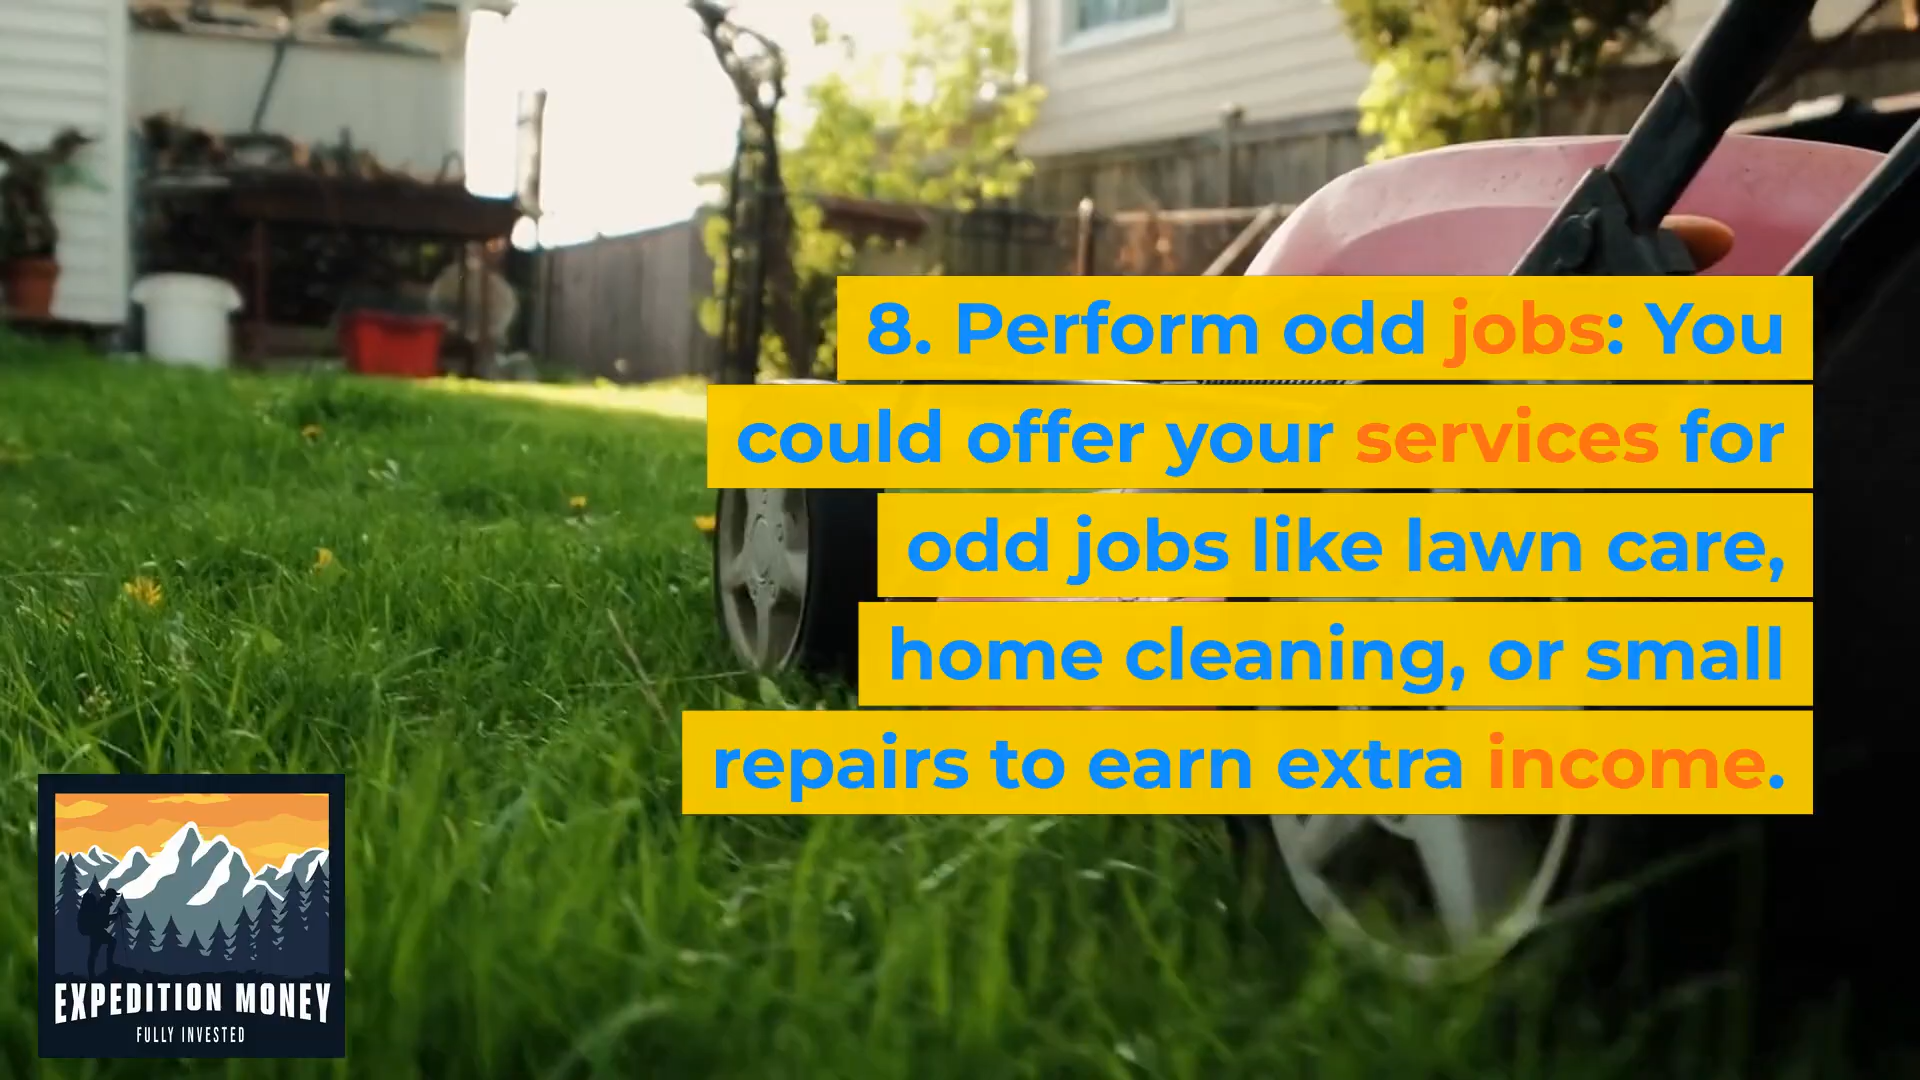 8. Perform odd jobs: You
could offer your services for
odd jobs like lawn care,
home cleaning, or small
repairs to earn extra income.
EXPEDITION MONEY
FULLY INVESTED